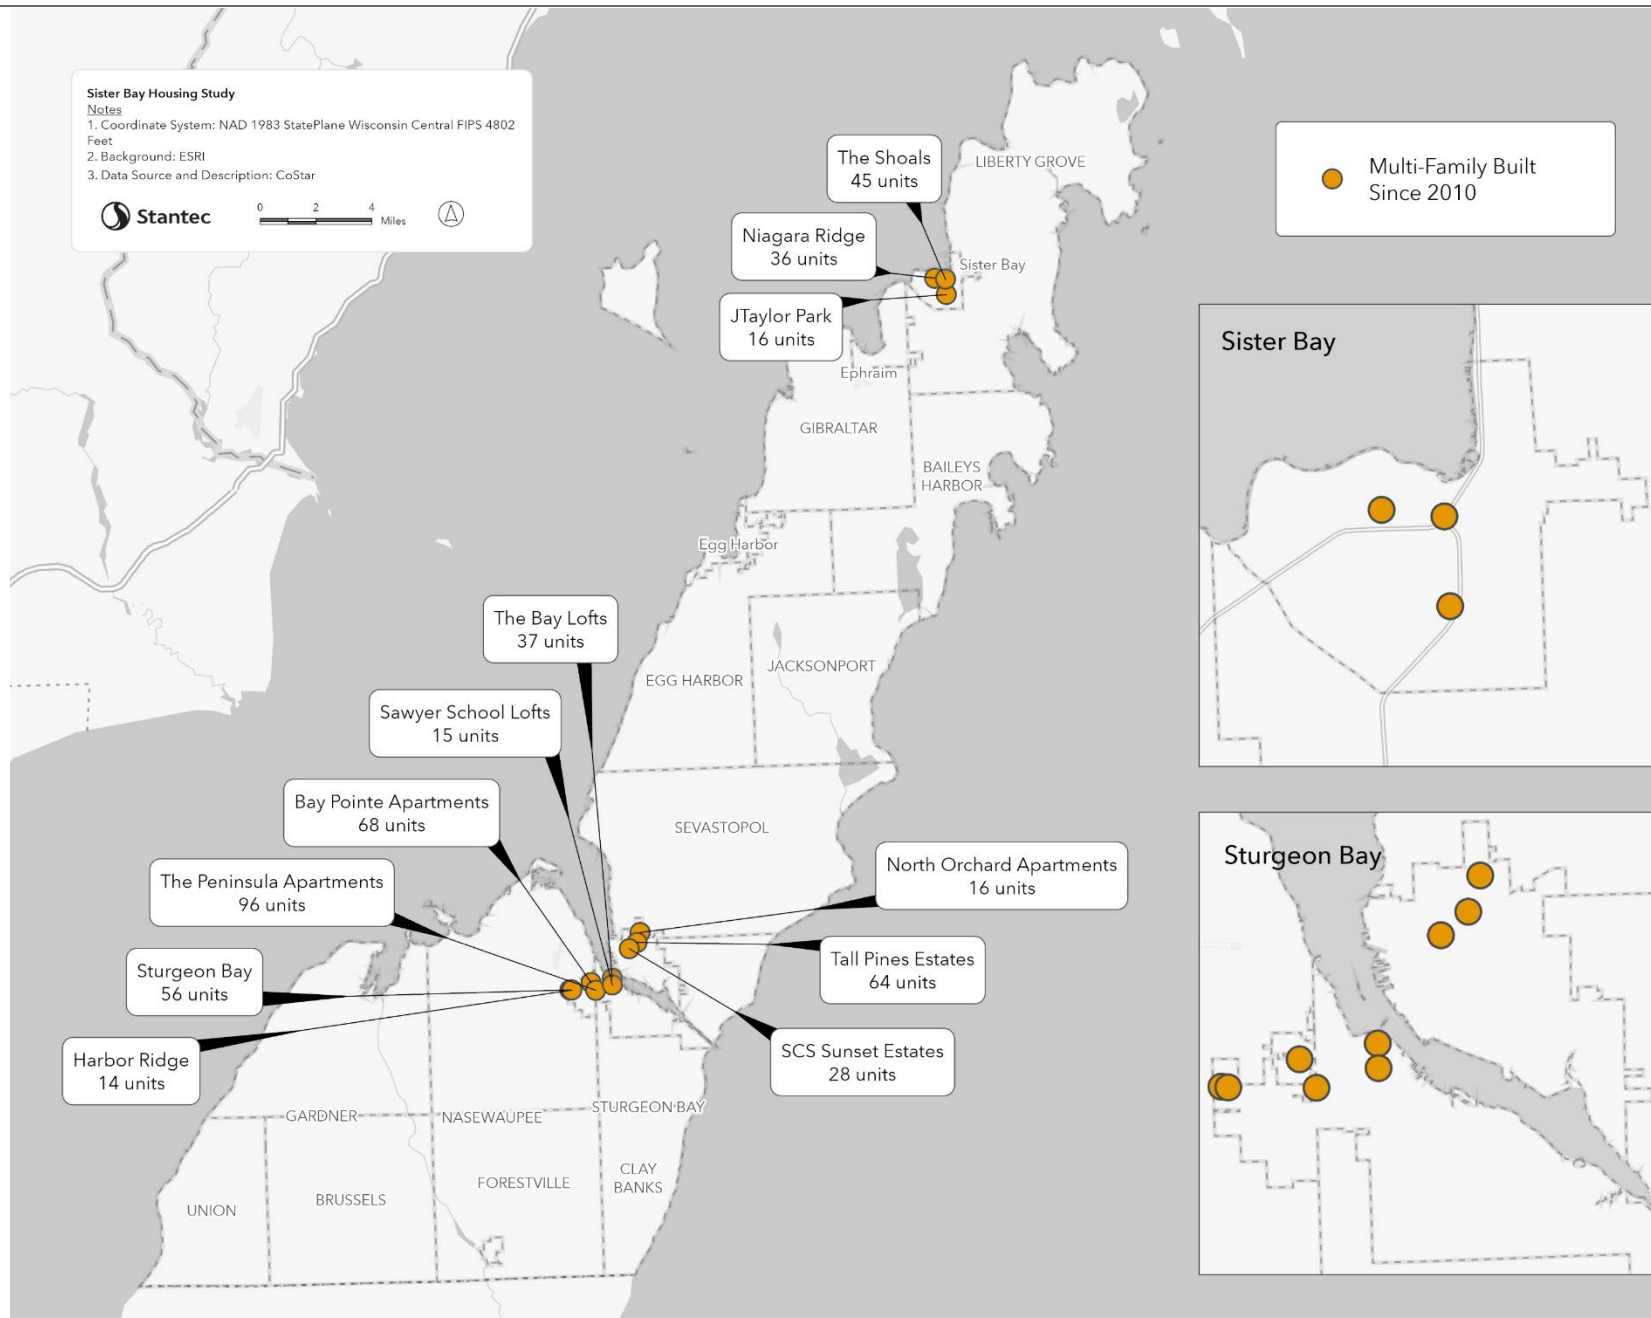 Sister Bay Housing Study
Notes
1. Coordinate System: NAD 1983 StatePlane Wisconsin Central FIPS 4802
Feet
2. Background: ESRI
3. Data Source and Description: CoStar
Stantec
0 2 4
Miles
Multi-Family Built
Since 2010
The Shoals
45 units
LIBERTY GROVE
Niagara Ridge
36 units
Sister Bay
JTaylor Park
16 units
Ephraim
GIBRALTAR
BAILEYS
HARBOR
Egg Harbor
The Bay Lofts
37 units
EGG HARBOR
JACKSONPORT
Sawyer School Lofts
15 units
Bay Pointe Apartments
68 units
SEVASTOPOL
The Peninsula Apartments
96 units
North Orchard Apartments
16 units
Sturgeon Bay
56 units
Tall Pines Estates
64 units
Harbor Ridge
14 units
SCS Sunset Estates
28 units
GARDNER
NASEWAUPEE
STURGEON BAY
UNION
BRUSSELS
FORESTVILLE
CLAY
BANKS
Sister Bay
Sturgeon Bay